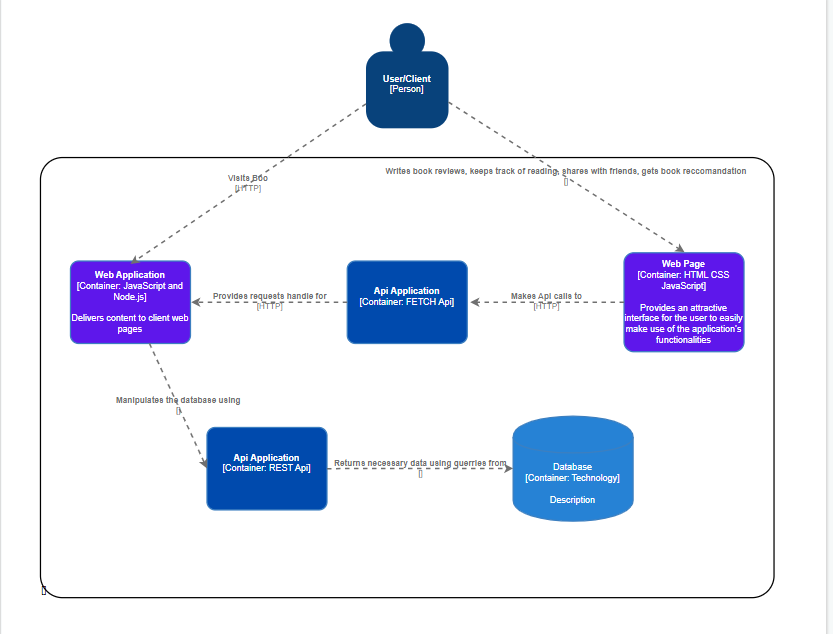 User/Client
[Person]
Writes book reviews, keeps track of reading, shares with friends, gets book reccomandation
[]
Visits Boo
[HTTP]
Web Application
[Container: JavaScript and
Node.js]
Delivers content to client web
pages
Provides requests handle for
[HTTP]
Api Application
[Container: FETCH Api]
Makes Api calls to
[HTTP]
Web Page
[Container: HTML CSS
JavaScript]
Provides an attractive
interface for the user to easily
make use of the application's
functionalities
Manipulates the database using
[]
Api Application
[Container: REST Api]
Returns necessary data using querries from
[]
Database
[Container: Technology]
Description
[]